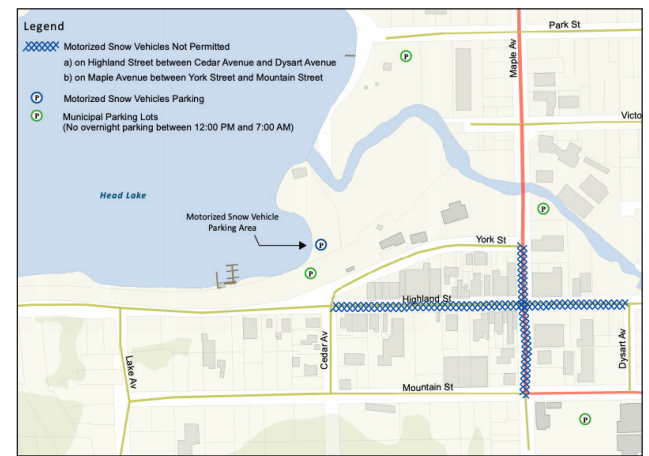 Legend
Motorized Snow Vehicles Not Permitted
a) on Highland Street between Cedar Avenue and Dysart Avenue
b) on Maple Avenue between York Street and Mountain Street
P Motorized Snow Vehicles Parking
P Municipal Parking Lots
(No overnight parking between 12:00 PM and 7:00 AM)
Park St
Maple Av
P
Victo
Head Lake
P
Motorized Snow Vehicle
Parking Area
P
York St
P
Highland St
Cedar Av
Dysart Av
Lake Av
Mountain St
P